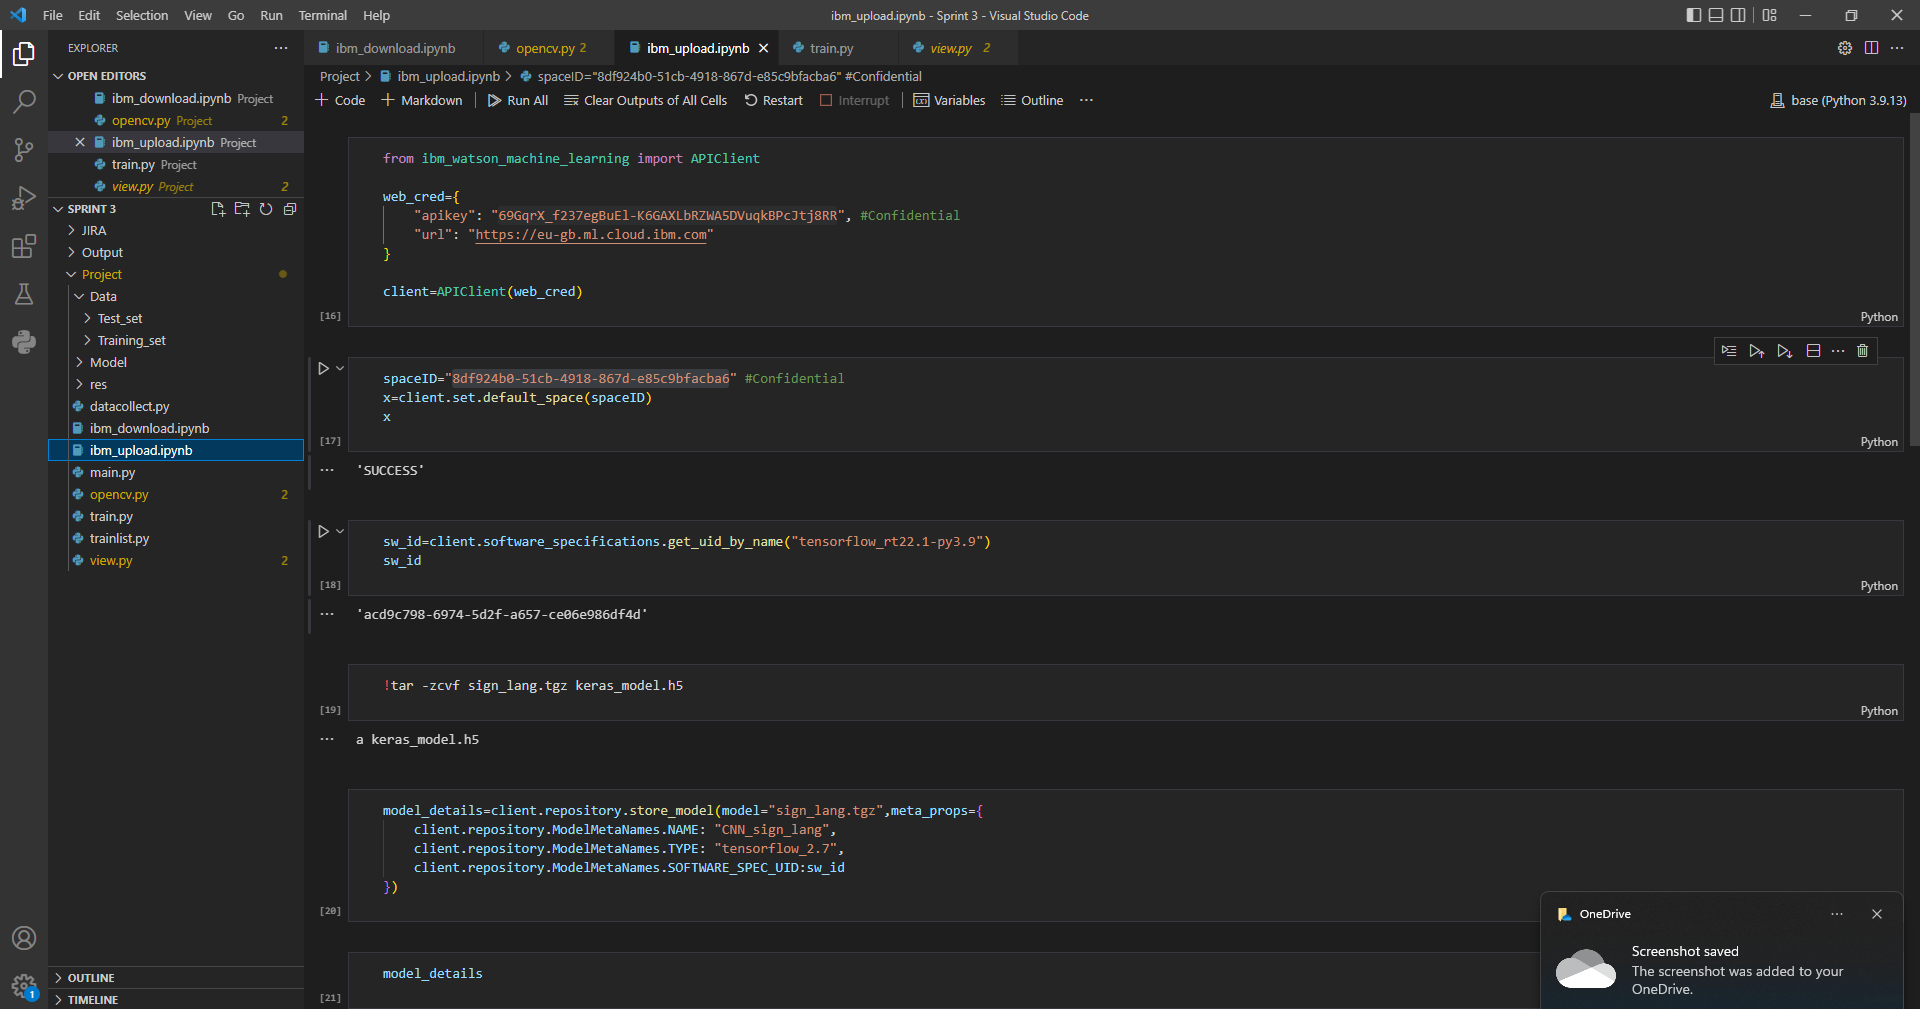 File Edit Selection View Go Run Terminal Help
ibm_upload.ipynb - Sprint 3 - Visual Studio Code
EXPLORER
OPEN EDITORS
ibm_download.ipynb Project
opencv.py Project 2
ibm_upload.ipynb Project
train.py Project
view.py Project 2
SPRINT 3
JIRA
Output
Project
Data
Test_set
Training_set
Model
res
datacollect.py
ibm_download.ipynb
ibm_upload.ipynb
main.py
opencv.py 2
train.py
trainlist.py
view.py 2
OUTLINE
TIMELINE
1
ibm_download.ipynb opencv.py 2 ibm_upload.ipynb train.py view.py 2
Project > ibm_upload.ipynb > spaceID="8df924b0-51cb-4918-867d-e85c9bfacba6" #Confidential
+ Code + Markdown Run All Clear Outputs of All Cells Restart Interrupt Variables Outline ...
base (Python 3.9.13)
from ibm_watson_machine_learning import APIClient
web_cred={
"apikey": "69GqrX_f237egBuEl-K6GAXLbRZWA5DVuqkBPcJtj8RR", #Confidential
"url": "https://eu-gb.ml.cloud.ibm.com"
}
client=APIClient(web_cred)
[16]
Python
spaceID="8df924b0-51cb-4918-867d-e85c9bfacba6" #Confidential
x=client.set.default_space(spaceID)
x
[17]
Python
'SUCCESS'
sw_id=client.software_specifications.get_uid_by_name("tensorflow_rt22.1-py3.9")
sw_id
[18]
Python
'acd9c798-6974-5d2f-a657-ce06e986df4d'
!tar -zcvf sign_lang.tgz keras_model.h5
[19]
Python
a keras_model.h5
model_details=client.repository.store_model(model="sign_lang.tgz",meta_props={
client.repository.ModelMetaNames.NAME: "CNN_sign_lang",
client.repository.ModelMetaNames.TYPE: "tensorflow_2.7",
client.repository.ModelMetaNames.SOFTWARE_SPEC_UID:sw_id
})
[20]
model_details
[21]
OneDrive
Screenshot saved
The screenshot was added to your
OneDrive.